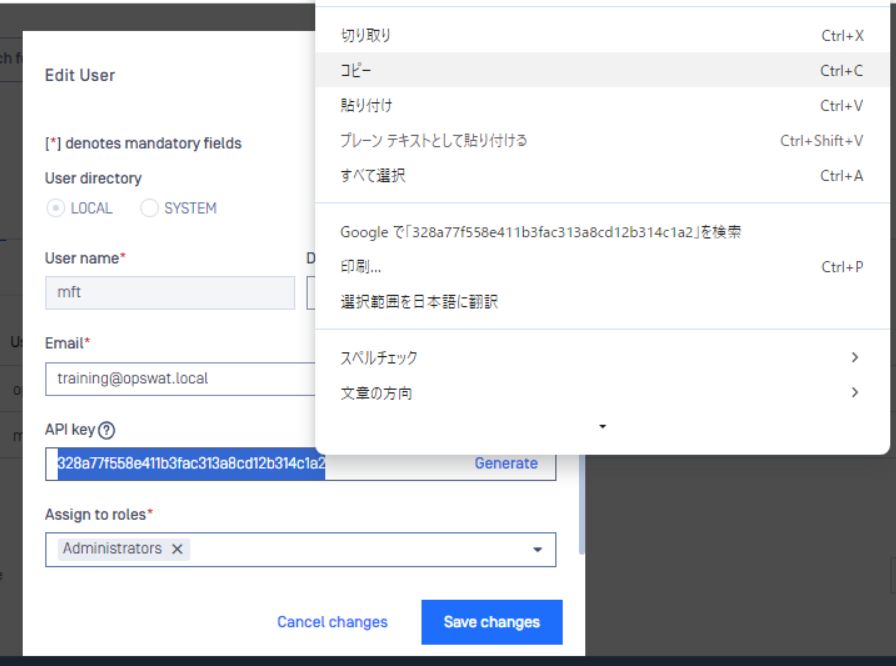 Edit User
[*] denotes mandatory fields
User directory
LOCAL SYSTEM
User name*
mft
Email*
training@opswat.local
API key
328a77f558e411b3fac313a8cd12b314c1a2
Generate
Assign to roles*
Administrators
Cancel changes
Save changes
切り取り Ctrl+X
コピー Ctrl+C
貼り付け Ctrl+V
プレーン テキストとして貼り付ける Ctrl+Shift+V
すべて選択 Ctrl+A
Google で「328a77f558e411b3fac313a8cd12b314c1a2」を検索
印刷... Ctrl+P
選択範囲を日本語に翻訳
スペルチェック
文章の方向